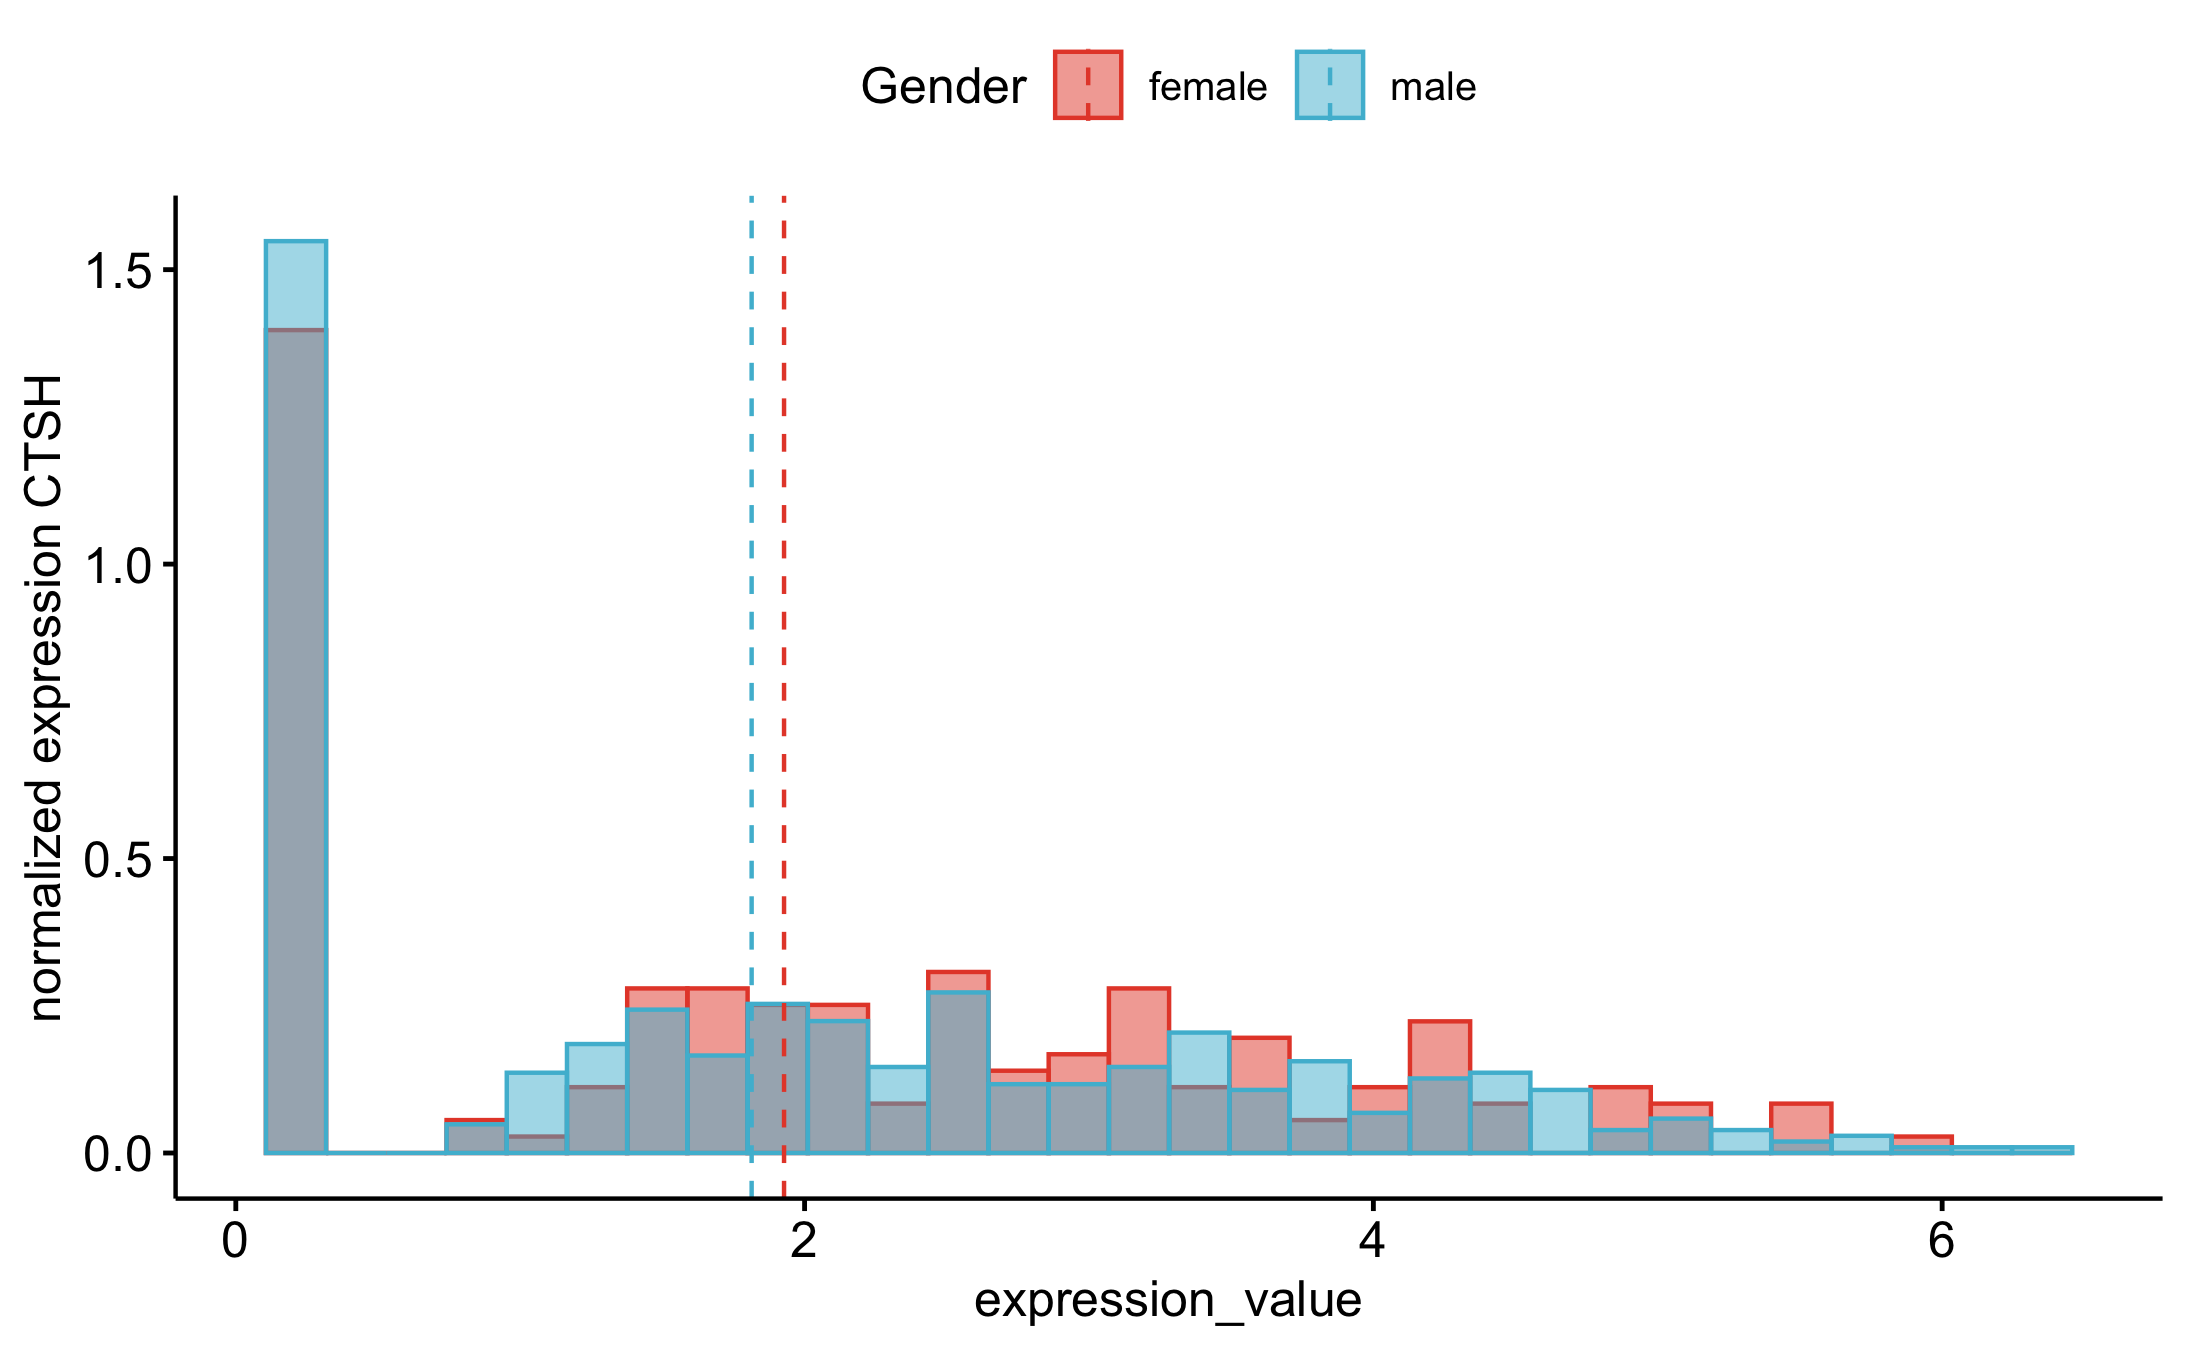 Gender female male
1.5
1.0
0.5
0.0
normalized expression CTSH
0 2 4 6
expression_value